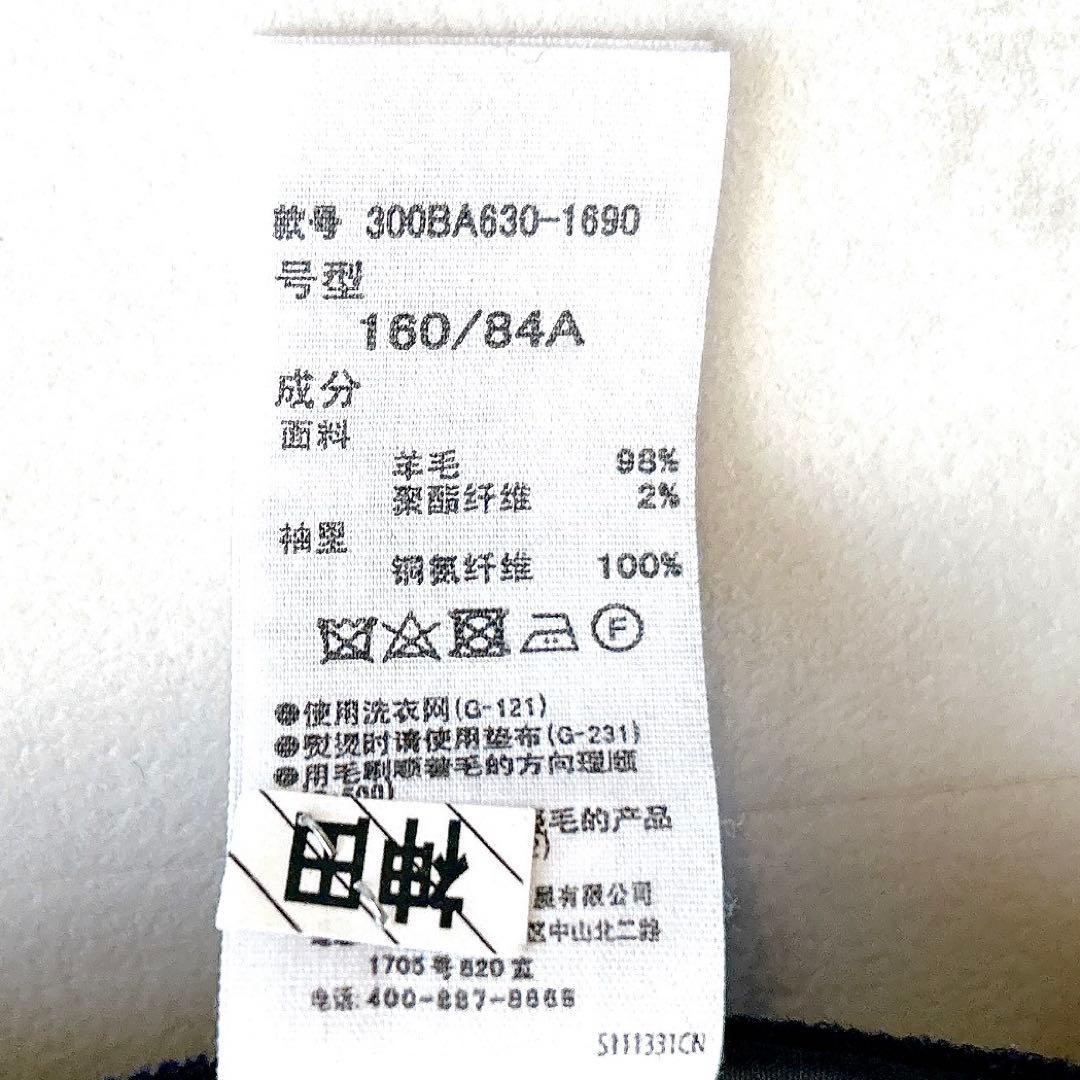 款号 300BA630-1690
号型
160/84A
成分
面料
羊毛 98%
聚酯纤维 2%
袖里
铜氨纤维 100%
F
使用洗衣网(G-121)
熨烫时请使用垫布(G-231)
用毛刷顺着毛的方向理顺
毛的产品
神田
有限公司
区中山北二路
1705号820室
电话:400-887-8865
S111331CN